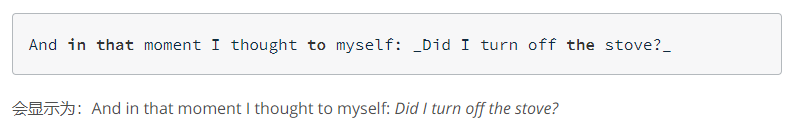 And in that moment I thought to myself: _Did I turn off the stove?_
会显示为：And in that moment I thought to myself: Did I turn off the stove?